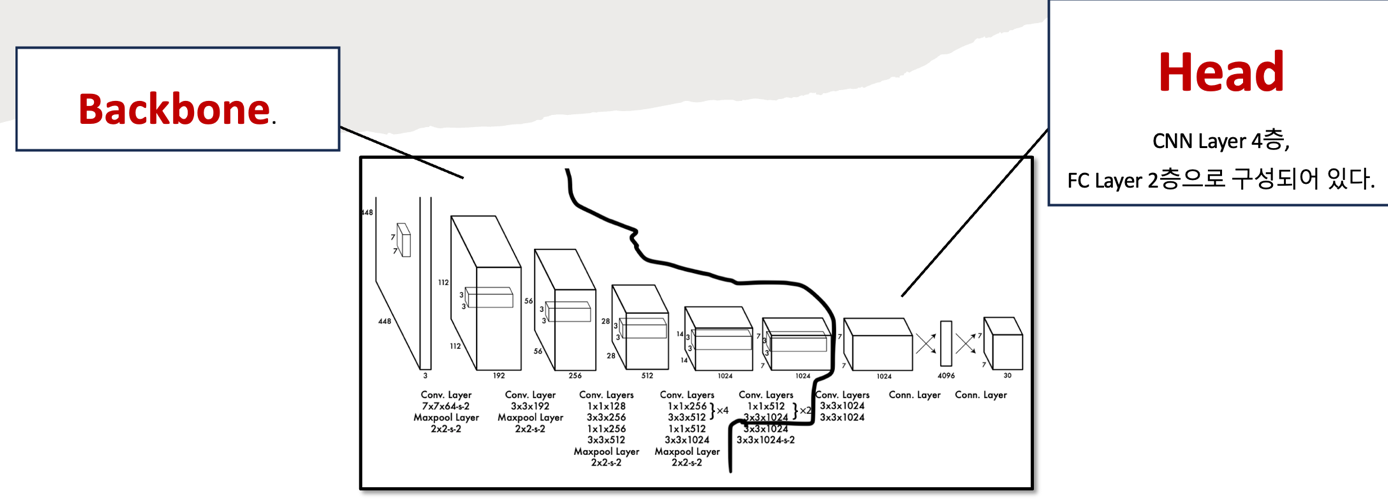 Backbone.
Head
CNN Layer 4층,
FC Layer 2층으로 구성되어 있다.
448
448
7
7
3
112
112
3
3
192
56
56
3
3
256
28
28
3
3
512
14
14
3
3
1024
7
7
3
3
1024
7
7
1024
4096
7
7
30
Conv. Layer
7x7x64-s-2
Maxpool Layer
2x2-s-2
Conv. Layer
3x3x192
Maxpool Layer
2x2-s-2
Conv. Layers
1x1x128
3x3x256
1x1x256
3x3x512
Maxpool Layer
2x2-s-2
Conv. Layers
1x1x256
3x3x512 }×4
1x1x512
3x3x1024
Maxpool Layer
2x2-s-2
Conv. Layers
1x1x512
3x3x1024 }×2
3x3x1024
3x3x1024-s-2
Conv. Layers
3x3x1024
3x3x1024
Conn. Layer
Conn. Layer